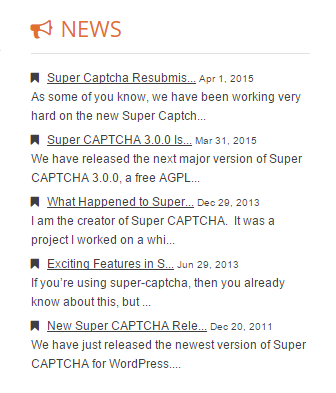 NEWS
Super Captcha Resubmis... Apr 1, 2015
As some of you know, we have been working very
hard on the new Super Captch...
Super CAPTCHA 3.0.0 Is... Mar 31, 2015
We have released the next major version of Super
CAPTCHA 3.0.0, a free AGPL...
What Happened to Super... Dec 29, 2013
I am the creator of Super CAPTCHA.  It was a
project I worked on a whi...
Exciting Features in S... Jun 29, 2013
If you're using super-captcha, then you already
know about this, but ...
New Super CAPTCHA Rele... Dec 20, 2011
We have just released the newest version of Super
CAPTCHA for WordPress....